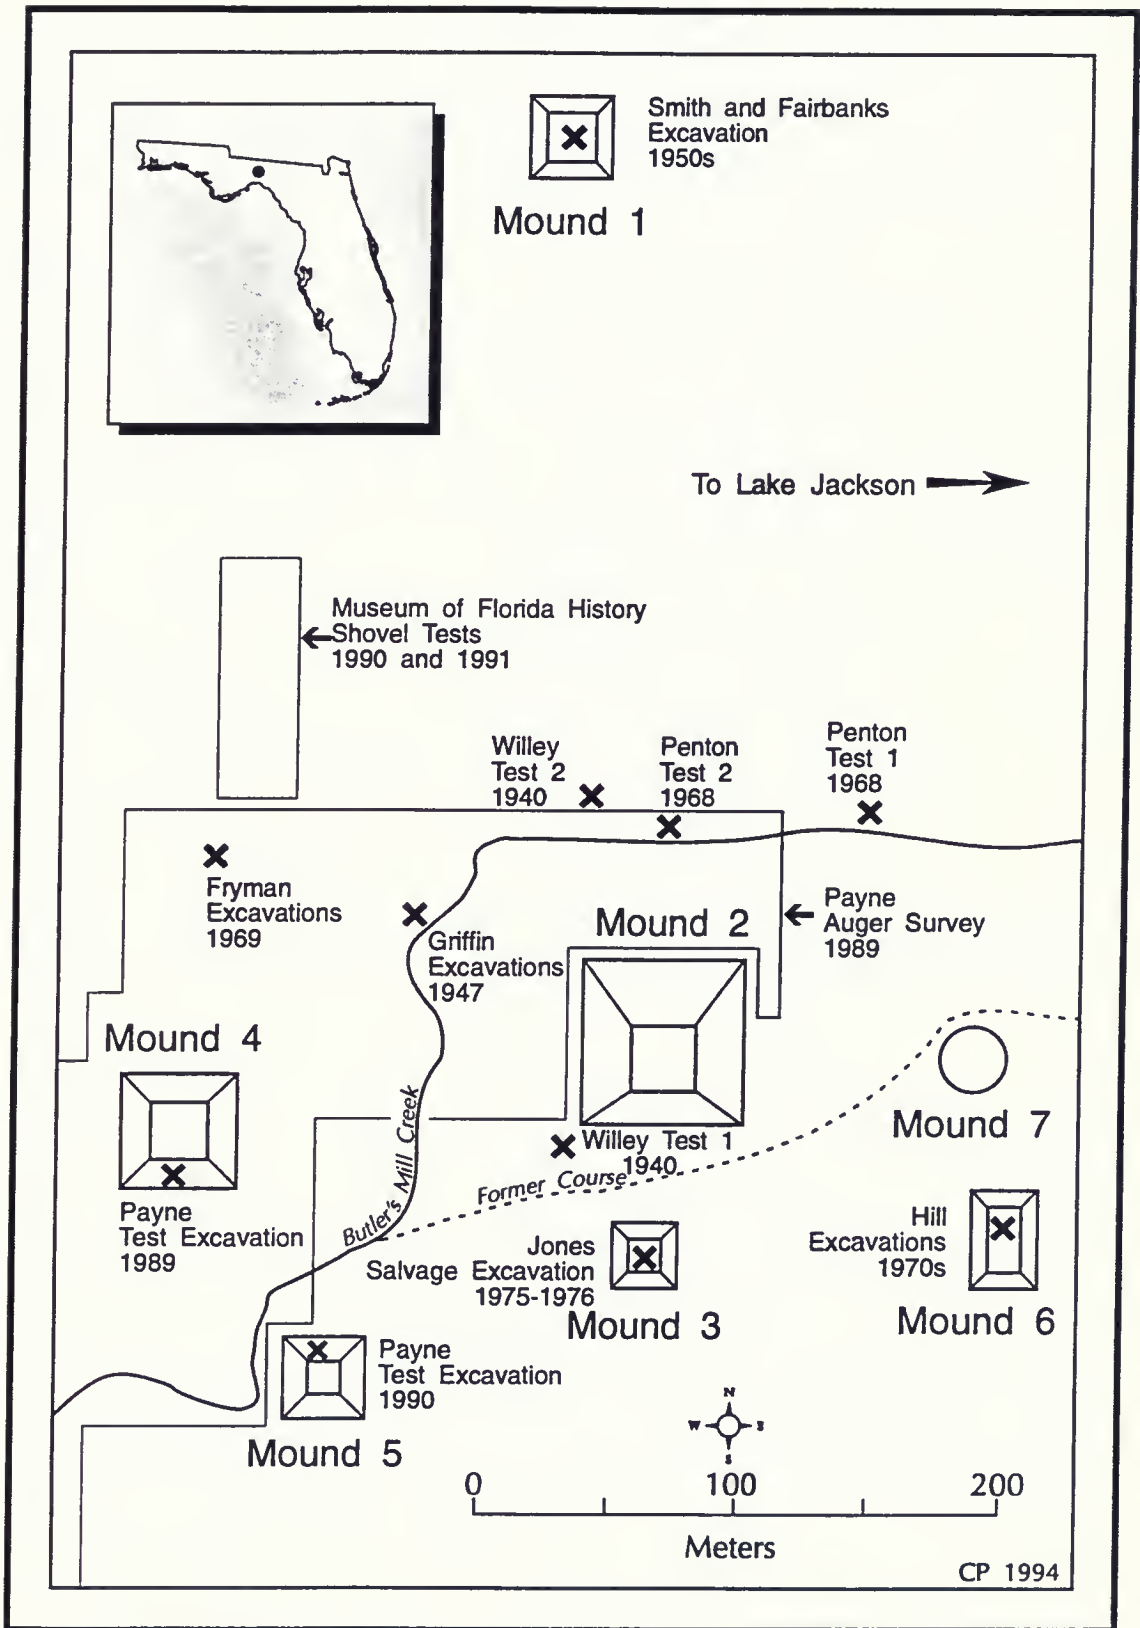 Smith and Fairbanks
Excavation
1950s
Mound 1
To Lake Jackson
Museum of Florida History
Shovel Tests
1990 and 1991
Willey
Test 2
1940
Penton
Test 2
1968
Penton
Test 1
1968
Fryman
Excavations
1969
Griffin
Excavations
1947
Mound 2
Payne
Auger Survey
1989
Mound 4
Mound 7
Willey Test 1
1940
Butler's Mill Creek
Former Course
Payne
Test Excavation
1989
Jones
Salvage Excavation
1975-1976
Mound 3
Hill
Excavations
1970s
Mound 6
Payne
Test Excavation
1990
Mound 5
N
W
S
0 100 200
Meters
CP 1994